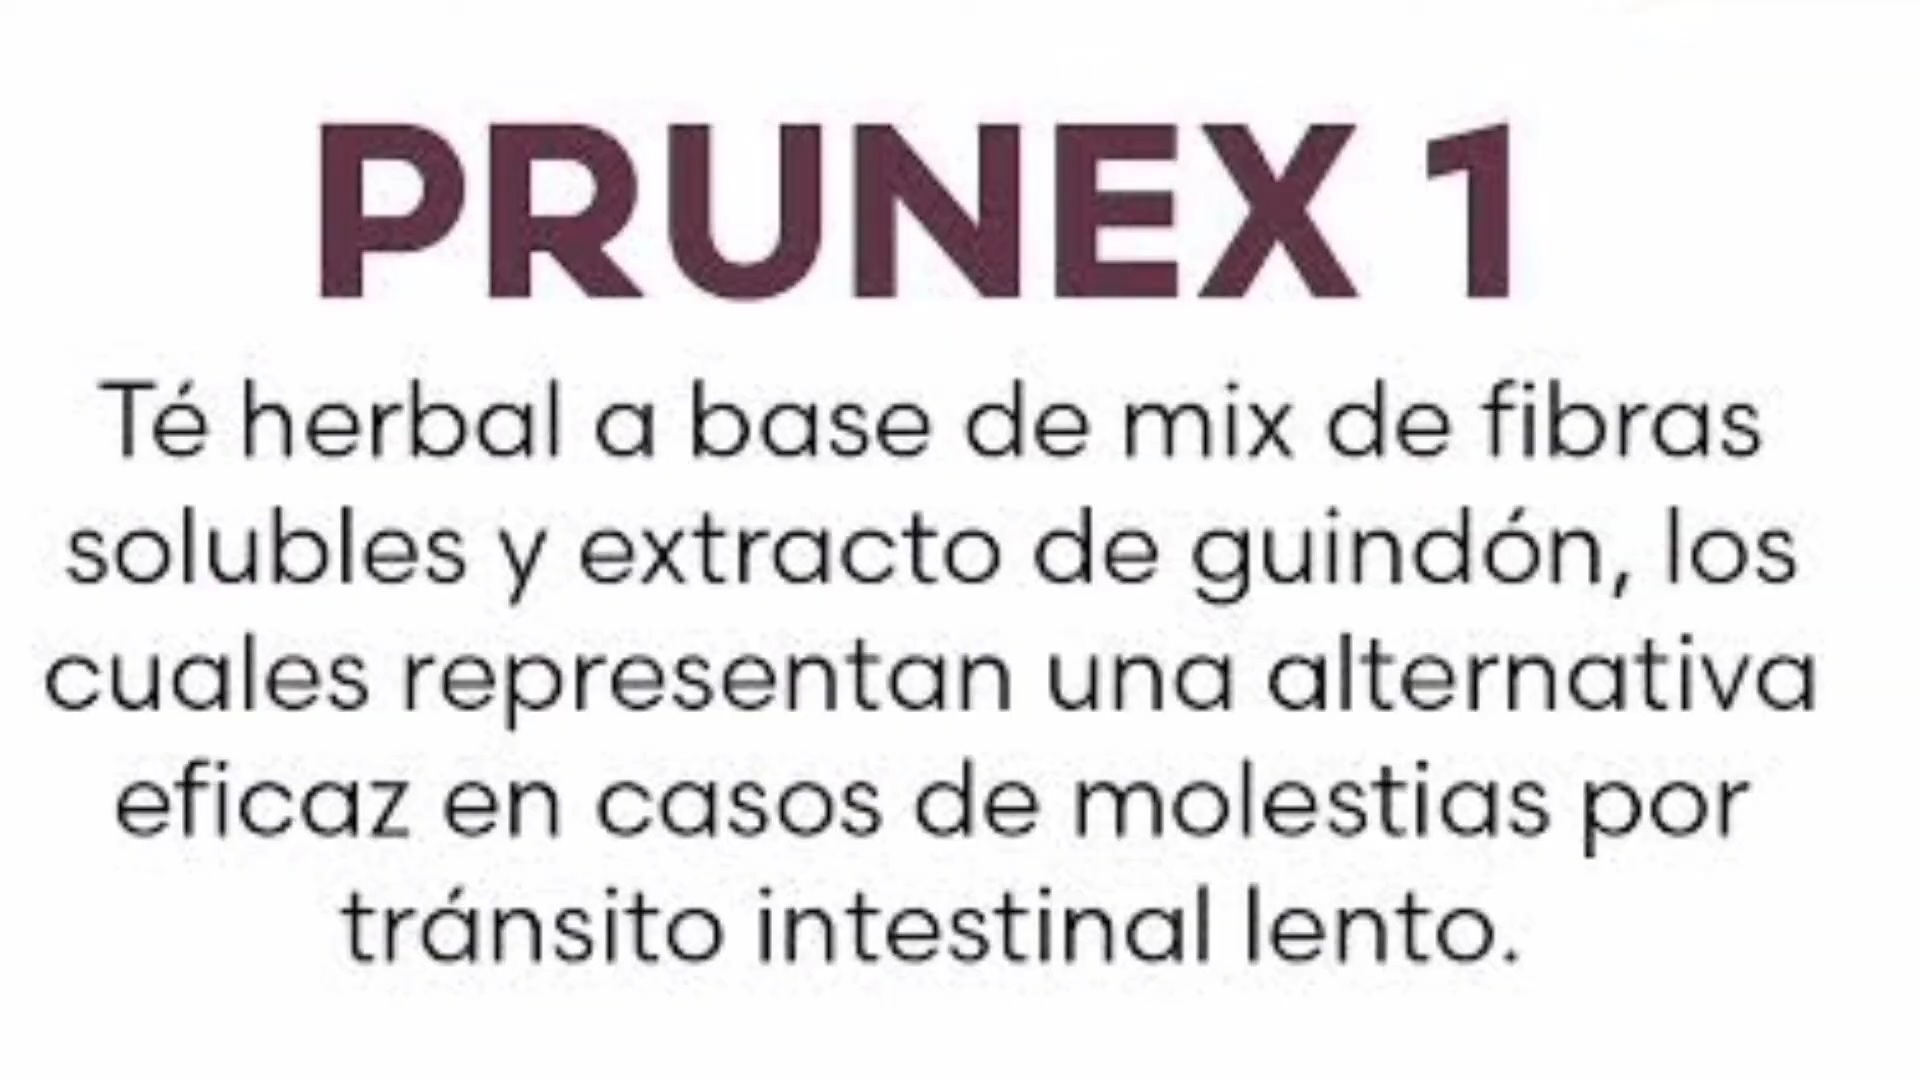 PRUNEX 1
Té herbal a base de mix de fibras
solubles y extracto de guindón, los
cuales representan una alternativa
eficaz en casos de molestias por
tránsito intestinal lento.